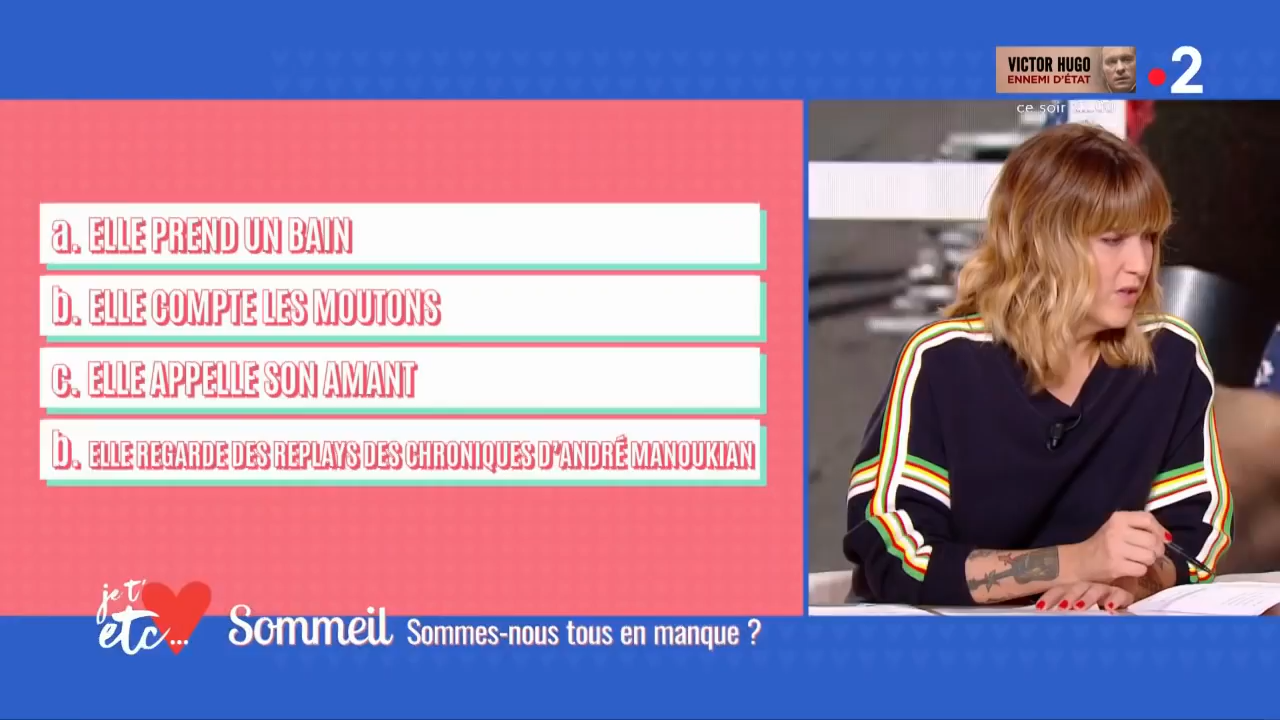 VICTOR HUGO
ENNEMI D'ÉTAT
2
ce soir
a. ELLE PREND UN BAIN
b. ELLE COMPTE LES MOUTONS
c. ELLE APPELLE SON AMANT
b. ELLE REGARDE DES REPLAYS DES CHRONIQUES D'ANDRÉ MANOUKIAN
je t'
etc...
Sommeil Sommes-nous tous en manque ?